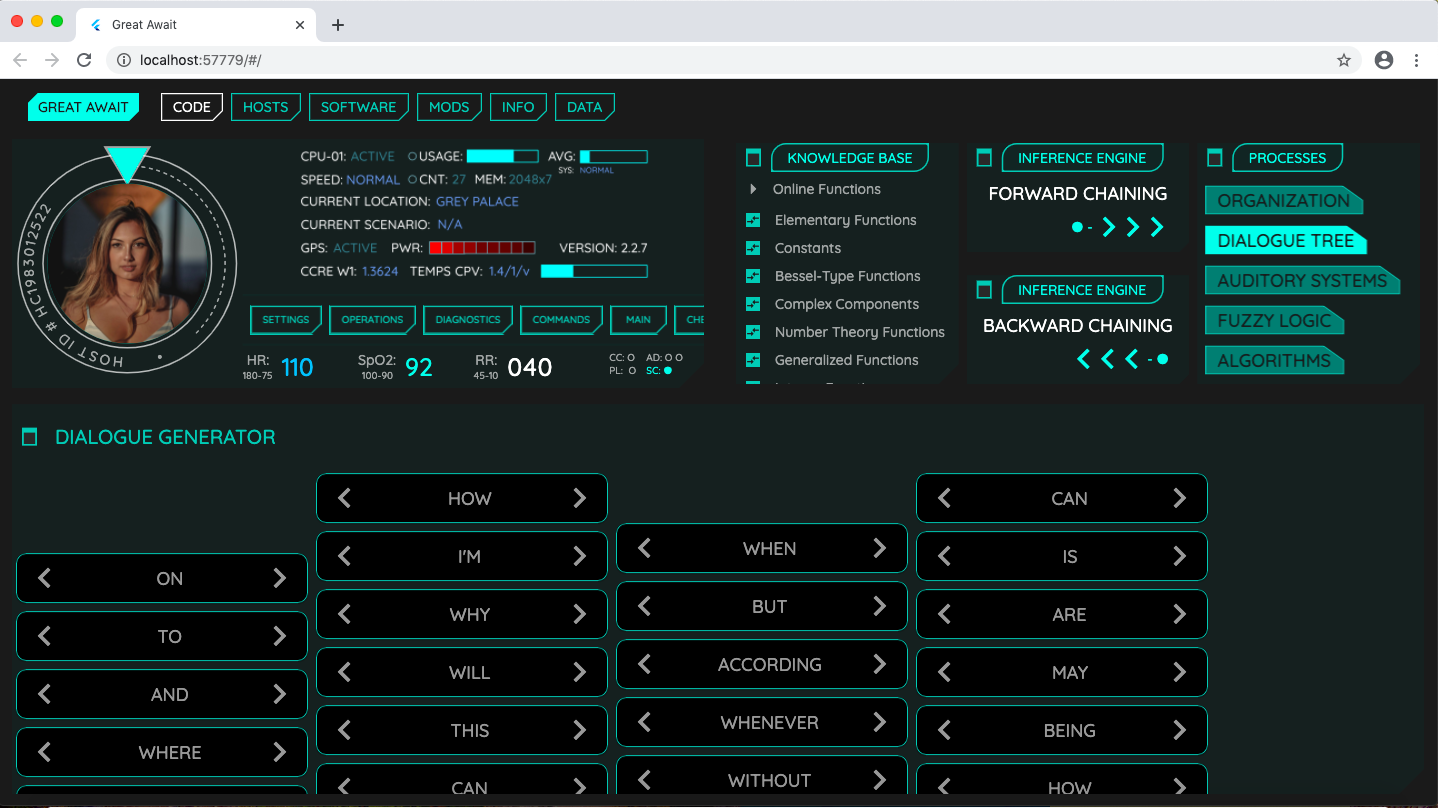 Great Await
localhost:57779/#/
GREAT AWAIT
CODE
HOSTS
SOFTWARE
MODS
INFO
DATA
HOST ID # HC1983012522
CPU-01: ACTIVE
USAGE:
AVG:
SYS: NORMAL
SPEED: NORMAL
CNT: 27
MEM: 2048x7
CURRENT LOCATION: GREY PALACE
CURRENT SCENARIO: N/A
GPS: ACTIVE
PWR:
VERSION: 2.2.7
CCRE W1: 1.3624
TEMPS CPV: 1.4/1/v
SETTINGS
OPERATIONS
DIAGNOSTICS
COMMANDS
MAIN
CHE
HR:
180-75
110
SpO2:
100-90
92
RR:
45-10
040
CC: O
AD: O O
PL: O
SC:
KNOWLEDGE BASE
Online Functions
Elementary Functions
Constants
Bessel-Type Functions
Complex Components
Number Theory Functions
Generalized Functions
INFERENCE ENGINE
FORWARD CHAINING
INFERENCE ENGINE
BACKWARD CHAINING
PROCESSES
ORGANIZATION
DIALOGUE TREE
AUDITORY SYSTEMS
FUZZY LOGIC
ALGORITHMS
DIALOGUE GENERATOR
ON
TO
AND
WHERE
HOW
I'M
WHY
WILL
THIS
CAN
WHEN
BUT
ACCORDING
WHENEVER
WITHOUT
CAN
IS
ARE
MAY
BEING
HOW